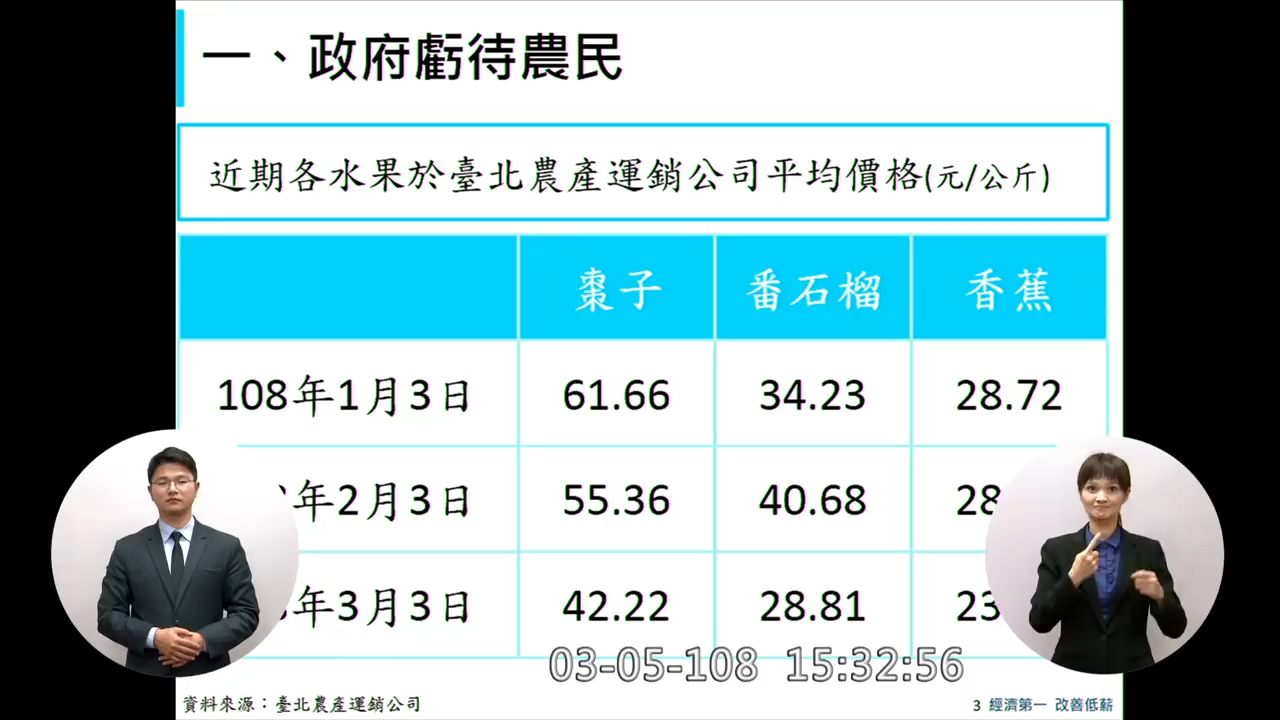 一、政府虧待農民
近期各水果於臺北農產運銷公司平均價格(元/公斤)
棗子 番石榴 香蕉
108年1月3日 61.66 34.23 28.72
年2月3日 55.36 40.68 28
年3月3日 42.22 28.81 23
03-05-108 15:32:56
資料來源：臺北農產運銷公司
3 經濟第一 改善低薪